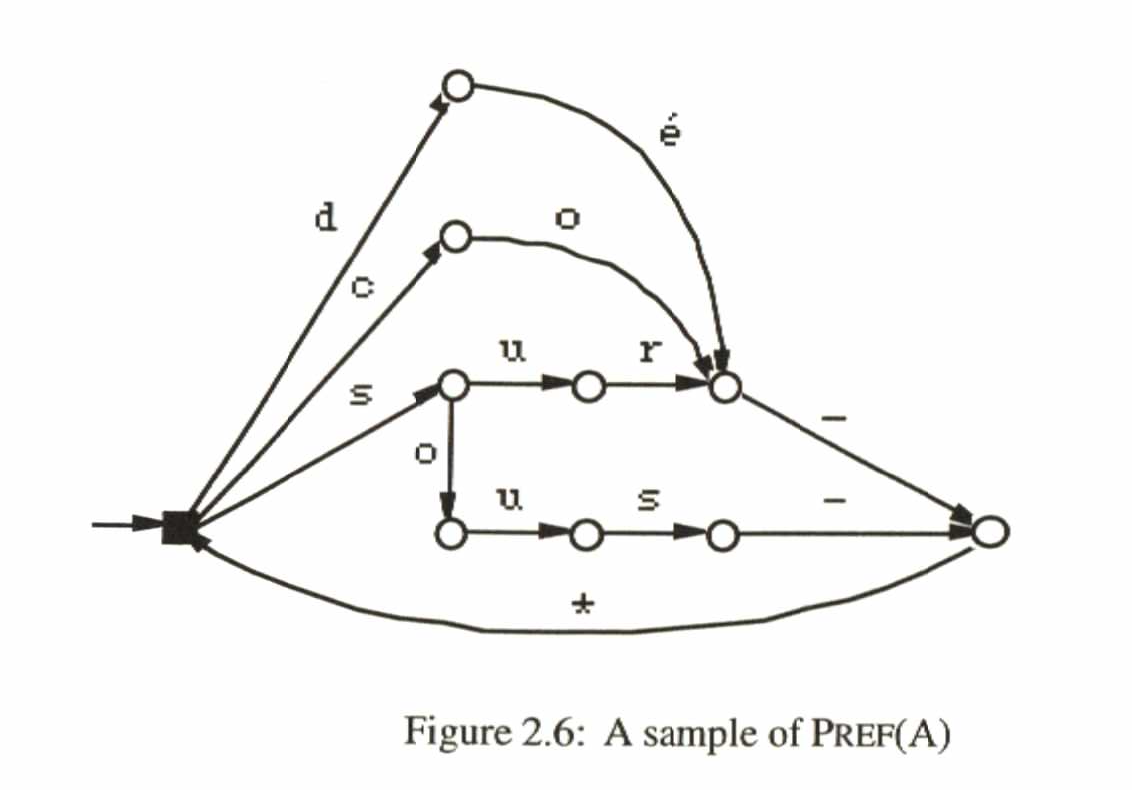 é
d
o
c
u r
s
–
o
u s –
*
Figure 2.6: A sample of PREF(A)